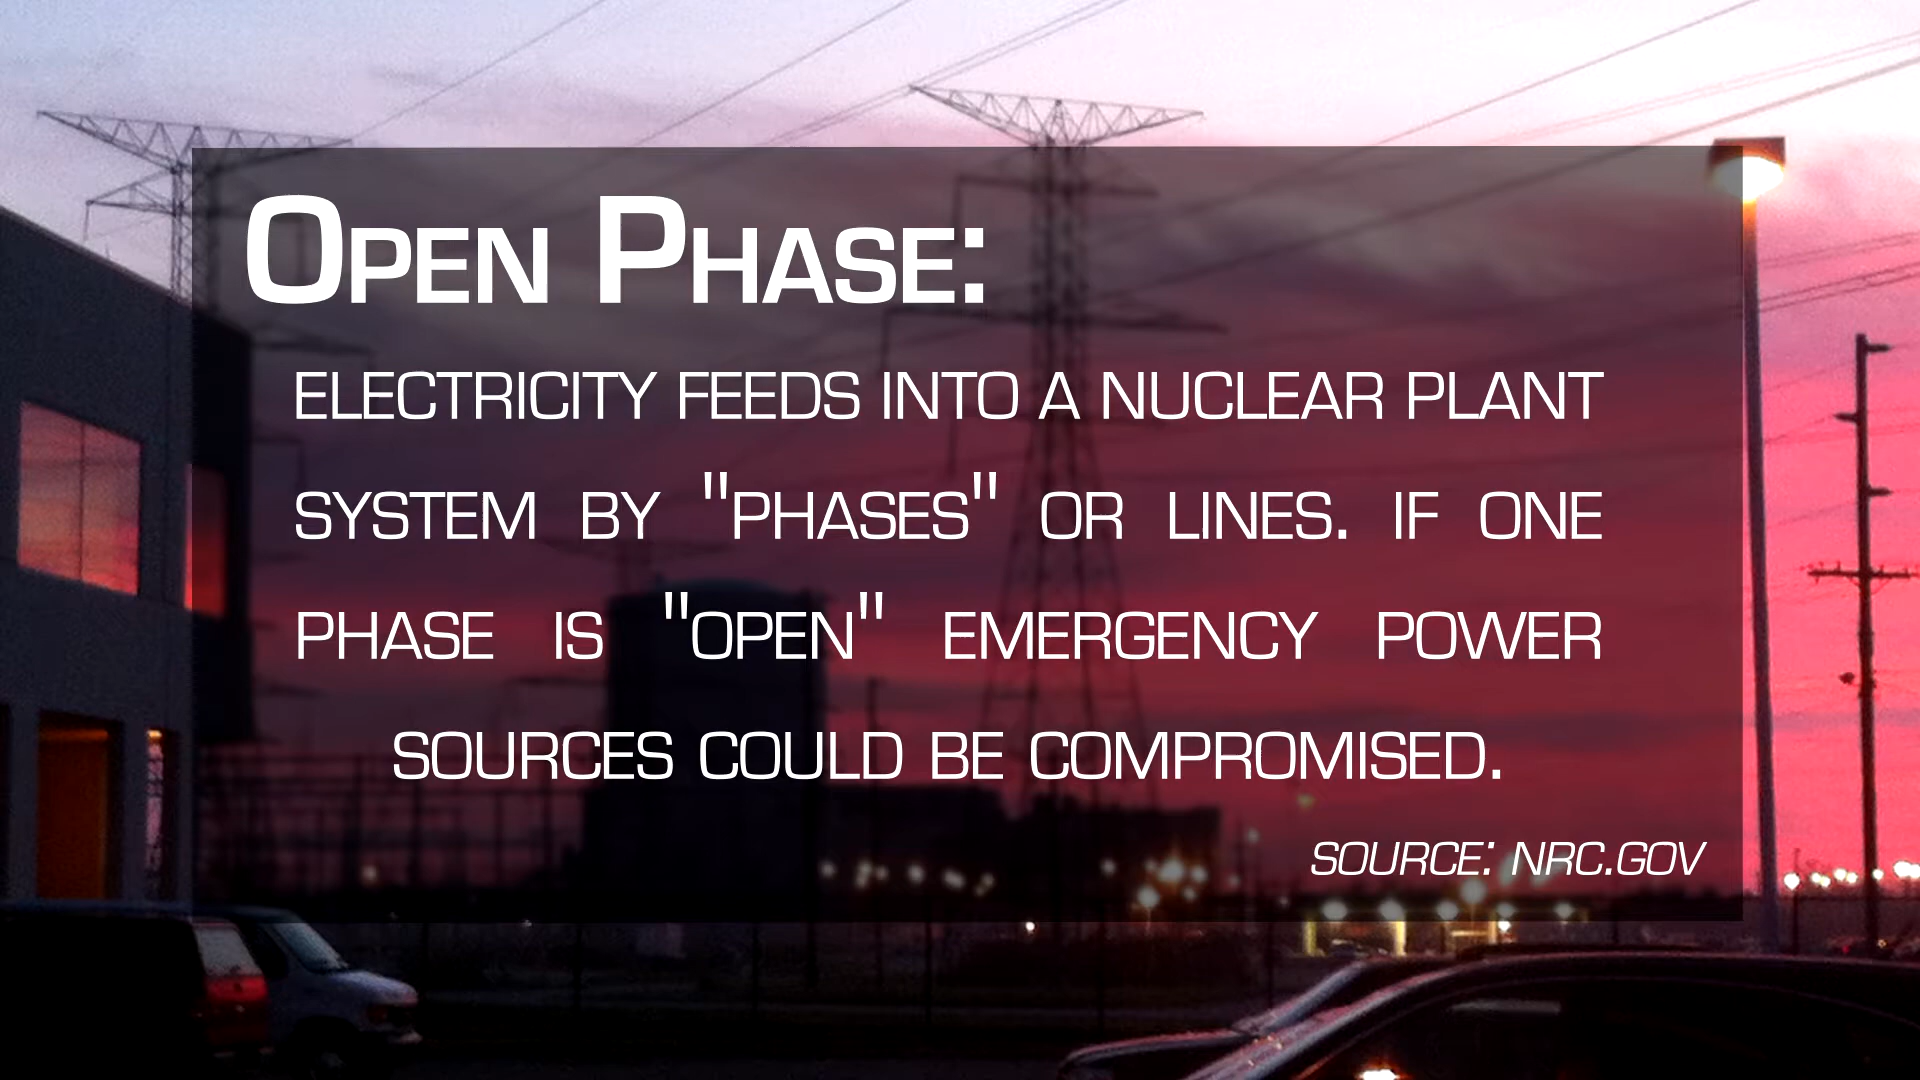 OPEN PHASE:
ELECTRICITY FEEDS INTO A NUCLEAR PLANT
SYSTEM BY "PHASES" OR LINES. IF ONE
PHASE IS "OPEN" EMERGENCY POWER
SOURCES COULD BE COMPROMISED.
SOURCE: NRC.GOV